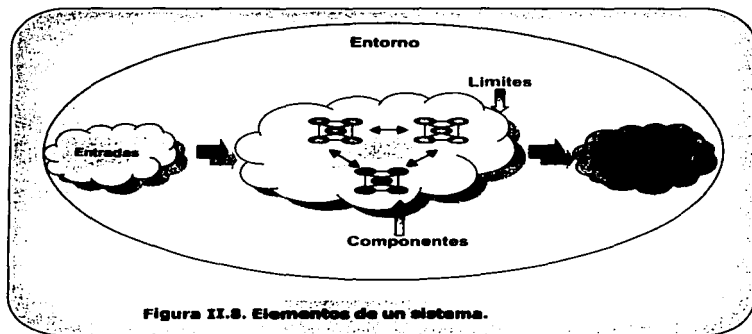 Entorno
Limites
Entradas
Componentes
Figura II.8. Elementos de un sistema.